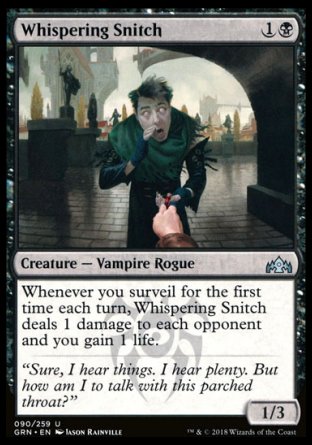 Whispering Snitch 1
Creature — Vampire Rogue
Whenever you surveil for the first
time each turn, Whispering Snitch
deals 1 damage to each opponent
and you gain 1 life.
“Sure, I hear things. I hear plenty. But
how am I to talk with this parched
throat?”
1/3
090/259 U
GRN • EN JASON RAINVILLE ™ & © 2018 Wizards of the Coast